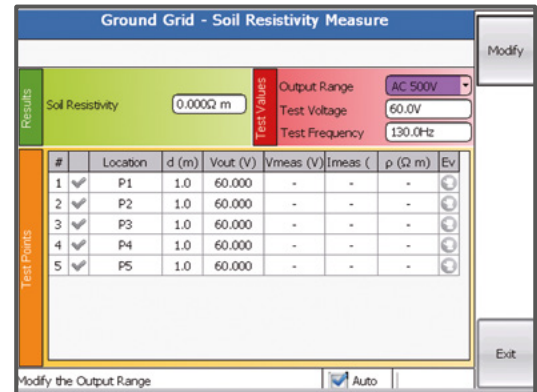 Ground Grid - Soil Resistivity Measure
Modify
Results
Soil Resistivity
0.000Ω m
Test Values
Output Range
AC 500V
Test Voltage
60.0V
Test Frequency
130.0Hz
Test Points
# Location d (m) Vout (V) Vmeas (V) Imeas ( ρ (Ω m) Ev
1 P1 1.0 60.000 - - -
2 P2 1.0 60.000 - - -
3 P3 1.0 60.000 - - -
4 P4 1.0 60.000 - - -
5 P5 1.0 60.000 - - -
Exit
Modify the Output Range
Auto